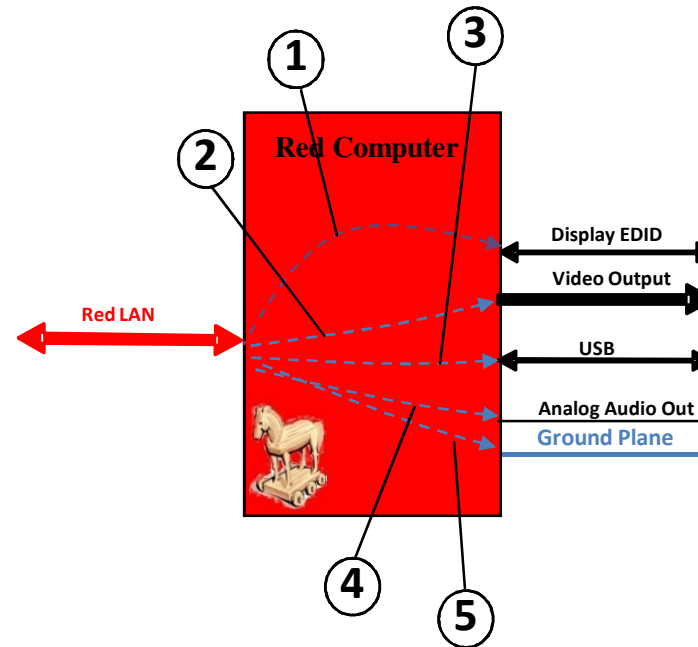 3
1
2
Red Computer
Display EDID
Video Output
Red LAN
USB
Analog Audio Out
Ground Plane
4
5